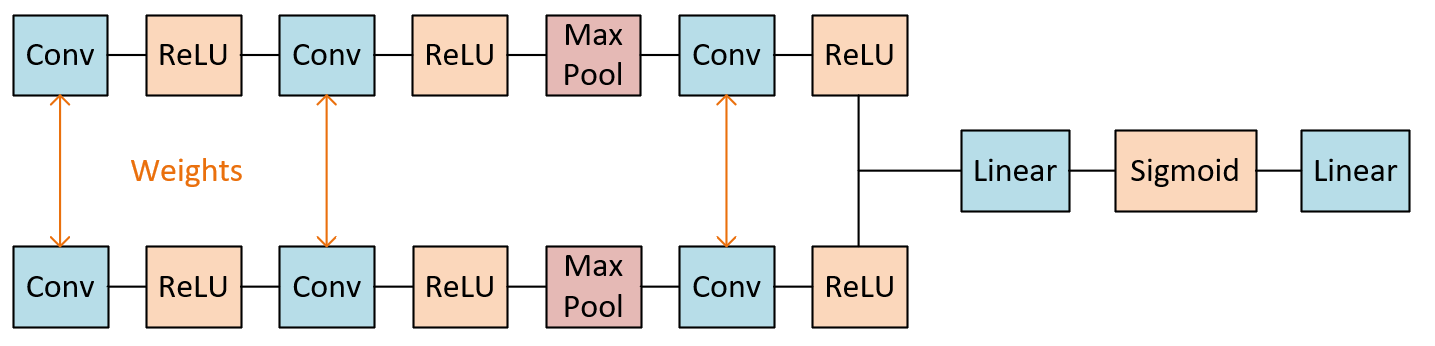 Conv
ReLU
Conv
ReLU
Max
Pool
Conv
ReLU
Weights
Linear
Sigmoid
Linear
Conv
ReLU
Conv
ReLU
Max
Pool
Conv
ReLU